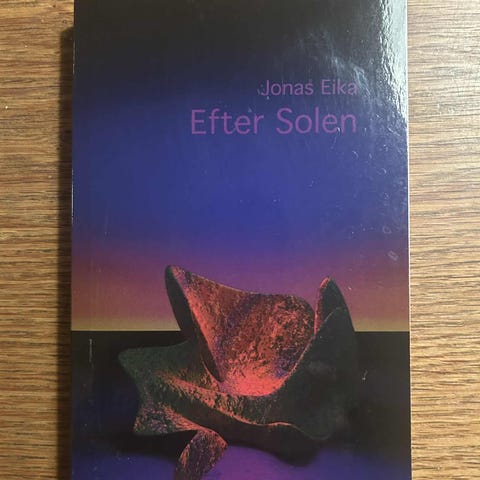 Jonas Eika
Efter Solen